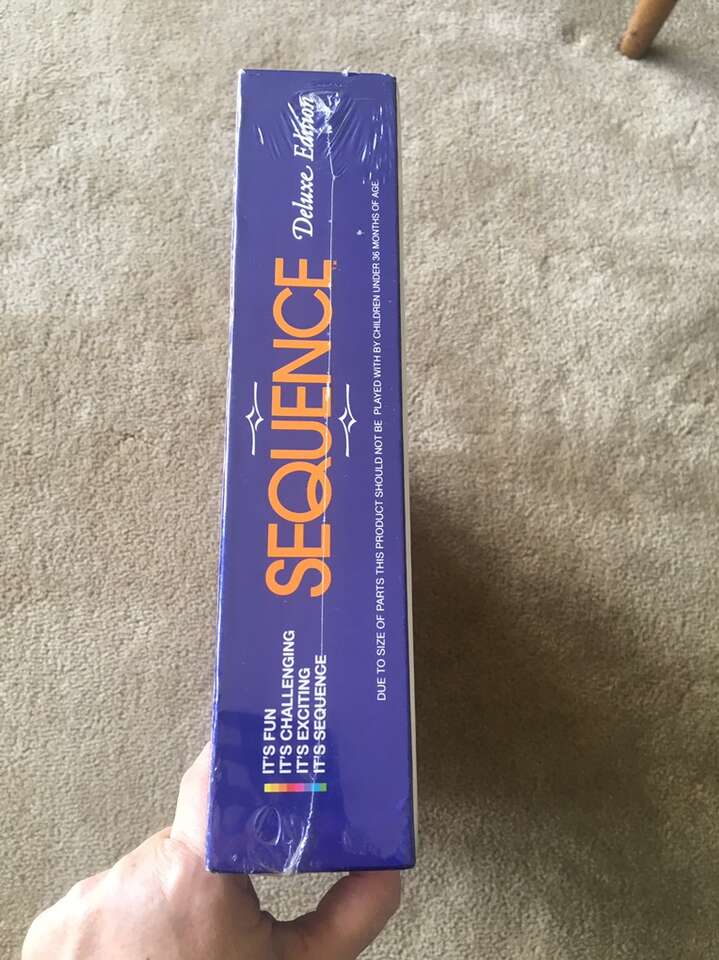 IT'S FUN
IT'S CHALLENGING
IT'S EXCITING
IT'S SEQUENCE
SEQUENCE Deluxe Edition
DUE TO SIZE OF PARTS THIS PRODUCT SHOULD NOT BE PLAYED WITH BY CHILDREN UNDER 36 MONTHS OF AGE